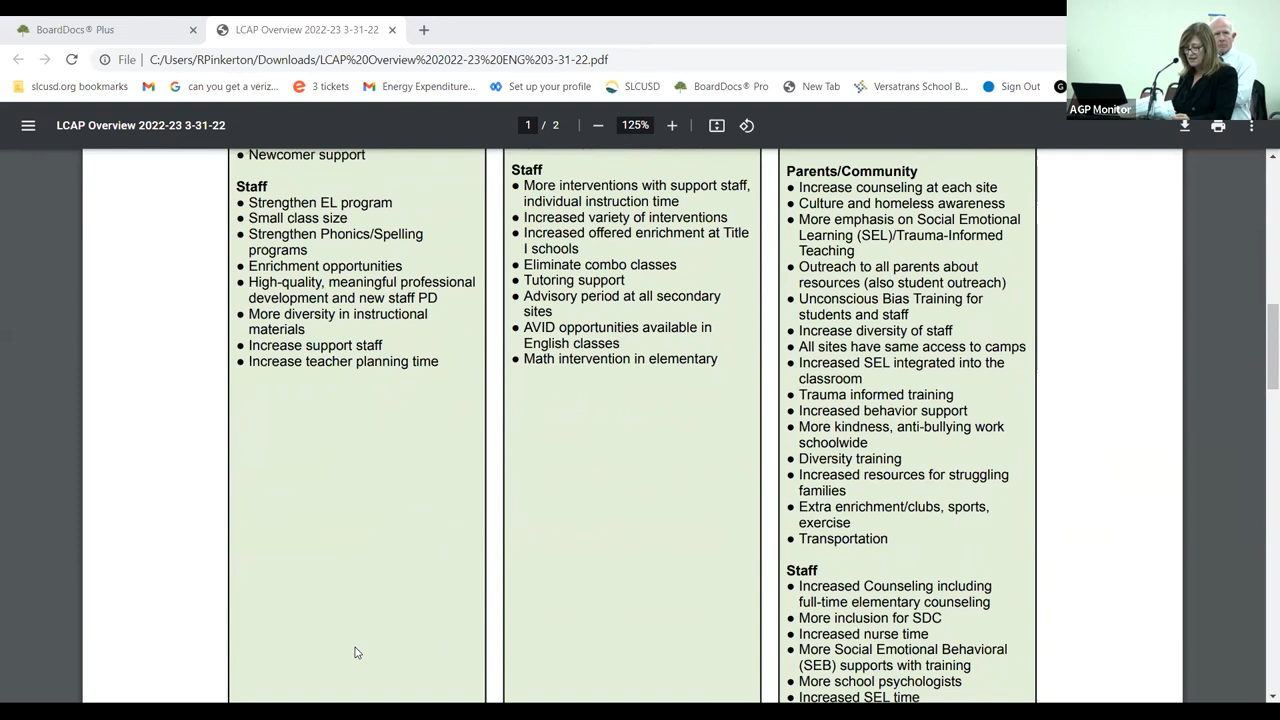 BoardDocs® Plus
LCAP Overview 2022-23 3-31-22
File
C:/Users/RPinkerton/Downloads/LCAP%20Overview%202022-23%20ENG%203-31-22.pdf
slcusd.org bookmarks
can you get a veriz...
3 tickets
Energy Expenditure...
Set up your profile
SLCUSD
BoardDocs® Pro
New Tab
Versatrans School B...
Sign Out
G
AGP Monitor
LCAP Overview 2022-23 3-31-22
1 / 2
125%
● Newcomer support
Staff
● Strengthen EL program
● Small class size
● Strengthen Phonics/Spelling
programs
● Enrichment opportunities
● High-quality, meaningful professional
development and new staff PD
● More diversity in instructional
materials
● Increase support staff
● Increase teacher planning time
Staff
● More interventions with support staff,
individual instruction time
● Increased variety of interventions
● Increased offered enrichment at Title
I schools
● Eliminate combo classes
● Tutoring support
● Advisory period at all secondary
sites
● AVID opportunities available in
English classes
● Math intervention in elementary
Parents/Community
● Increase counseling at each site
● Culture and homeless awareness
● More emphasis on Social Emotional
Learning (SEL)/Trauma-Informed
Teaching
● Outreach to all parents about
resources (also student outreach)
● Unconscious Bias Training for
students and staff
● Increase diversity of staff
● All sites have same access to camps
● Increased SEL integrated into the
classroom
● Trauma informed training
● Increased behavior support
● More kindness, anti-bullying work
schoolwide
● Diversity training
● Increased resources for struggling
families
● Extra enrichment/clubs, sports,
exercise
● Transportation
Staff
● Increased Counseling including
full-time elementary counseling
● More inclusion for SDC
● Increased nurse time
● More Social Emotional Behavioral
(SEB) supports with training
● More school psychologists
● Increased SEL time